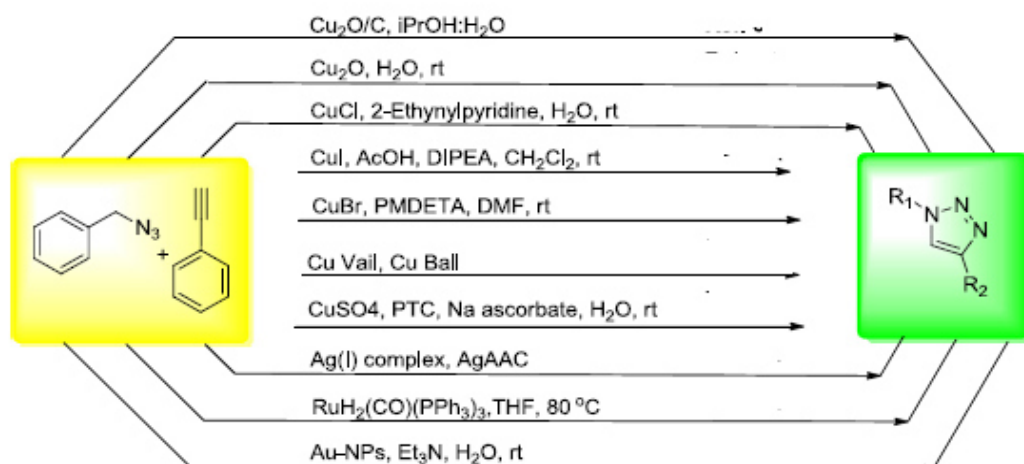 Cu2O/C, iPrOH:H2O
Cu2O, H2O, rt
CuCl, 2-Ethynylpyridine, H2O, rt
CuI, AcOH, DIPEA, CH2Cl2, rt
CuBr, PMDETA, DMF, rt
Cu Vail, Cu Ball
CuSO4, PTC, Na ascorbate, H2O, rt
Ag(I) complex, AgAAC
RuH2(CO)(PPh3)3,THF, 80 °C
Au-NPs, Et3N, H2O, rt
N3
+
R1
N
N
N
R2